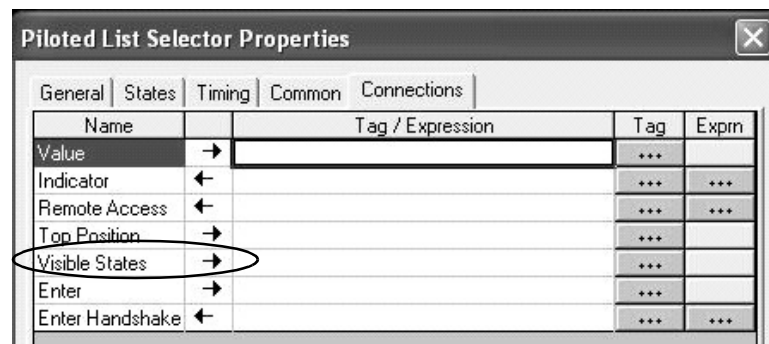 Piloted List Selector Properties
General States Timing Common Connections
Name Tag / Expression Tag Exprn
Value → ...
Indicator ← ... ...
Remote Access ← ... ...
Top Position → ...
Visible States → ...
Enter → ...
Enter Handshake ← ... ...